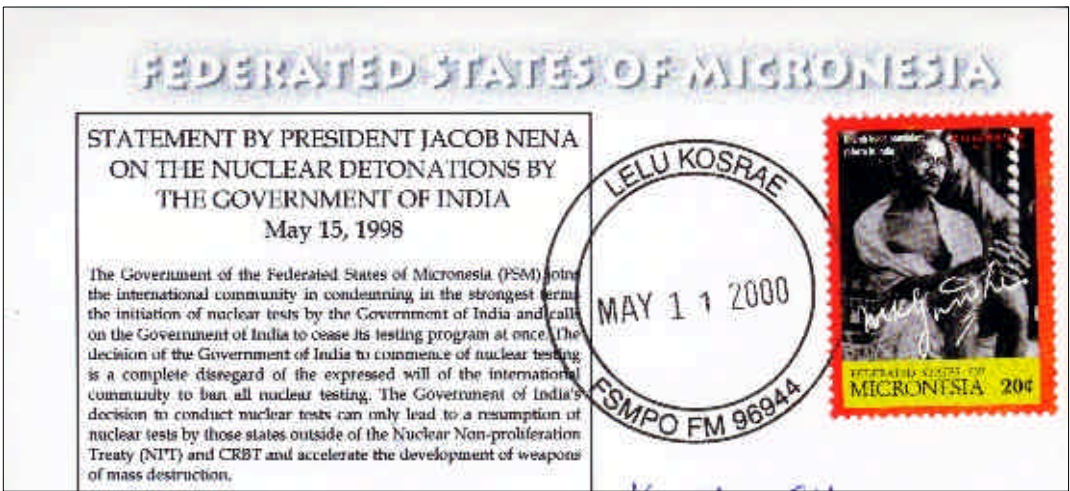 FEDERATED STATES OF MICRONESIA
STATEMENT BY PRESIDENT JACOB NENA
ON THE NUCLEAR DETONATIONS BY
THE GOVERNMENT OF INDIA
May 15, 1998
The Government of the Federated States of Micronesia (FSM) joins
the international community in condemning in the strongest terms
the initiation of nuclear tests by the Government of India and calls
on the Government of India to cease its testing program at once. The
decision of the Government of India to commence of nuclear testing
is a complete disregard of the expressed will of the international
community to ban all nuclear testing. The Government of India's
decision to conduct nuclear tests can only lead to a resumption of
nuclear tests by those states outside of the Nuclear Non-proliferation
Treaty (NPT) and CRBT and accelerate the development of weapons
of mass destruction.
LELU KOSRAE
MAY 11 2000
FSMPO FM 96944
FEDERATED STATES OF
MICRONESIA 20¢